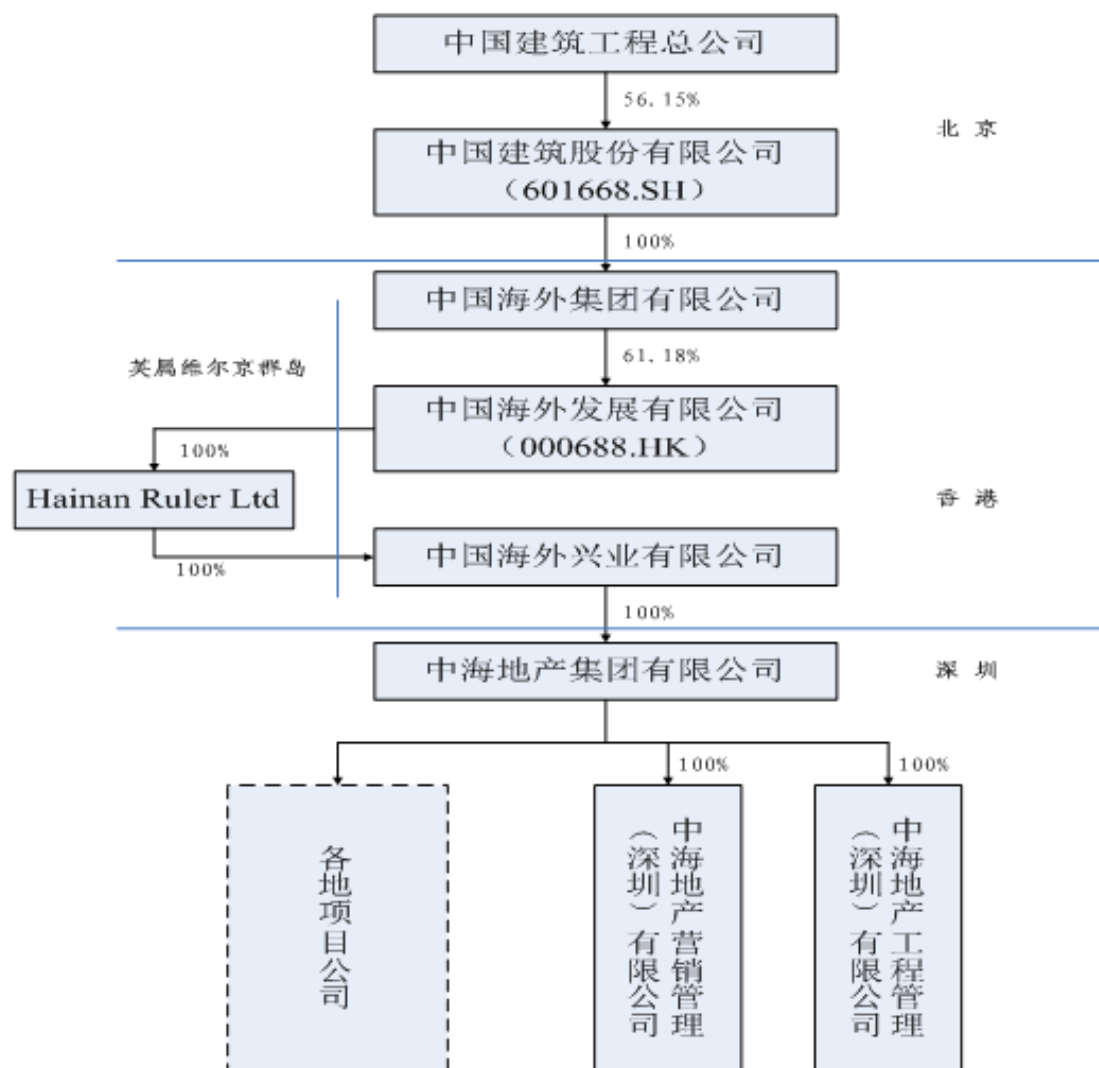 中国建筑工程总公司
56.15%
北 京
中国建筑股份有限公司
（601668.SH）
100%
中国海外集团有限公司
61.18%
英属维尔京群岛
中国海外发展有限公司
（000688.HK）
100%
Hainan Ruler Ltd
香 港
中国海外兴业有限公司
100%
100%
中海地产集团有限公司
深 圳
100%
100%
各地项目公司
中海地产营销管理
（深圳）有限公司
中海地产工程管理
（深圳）有限公司